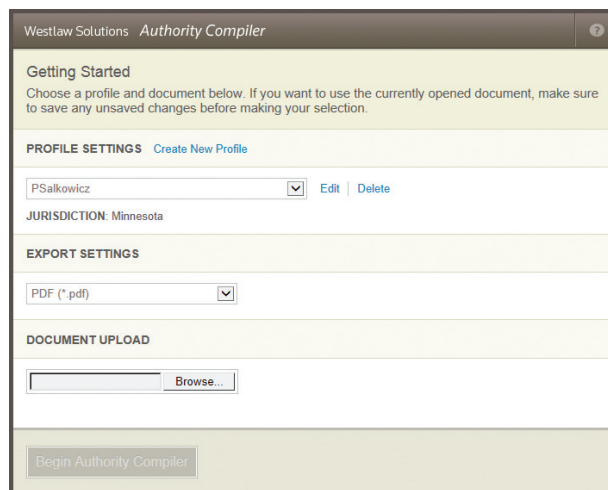 Westlaw Solutions Authority Compiler ?
Getting Started
Choose a profile and document below. If you want to use the currently opened document, make sure
to save any unsaved changes before making your selection.
PROFILE SETTINGS Create New Profile
PSalkowicz Edit | Delete
JURISDICTION: Minnesota
EXPORT SETTINGS
PDF (*.pdf)
DOCUMENT UPLOAD
Browse...
Begin Authority Compiler